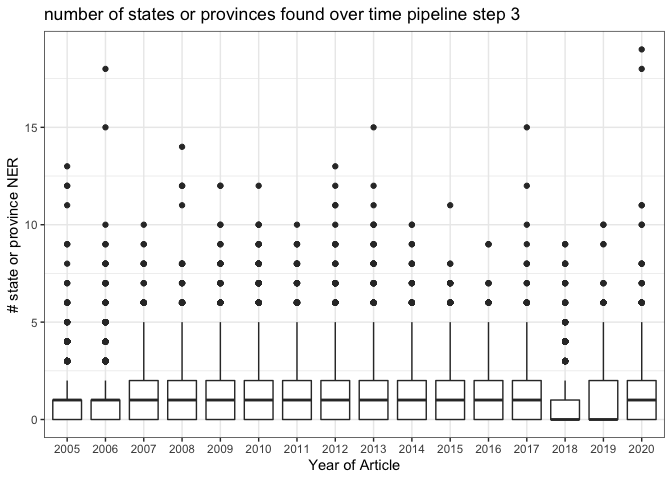 number of states or provinces found over time pipeline step 3
# state or province NER
15
10
5
0
2005 2006 2007 2008 2009 2010 2011 2012 2013 2014 2015 2016 2017 2018 2019 2020
Year of Article